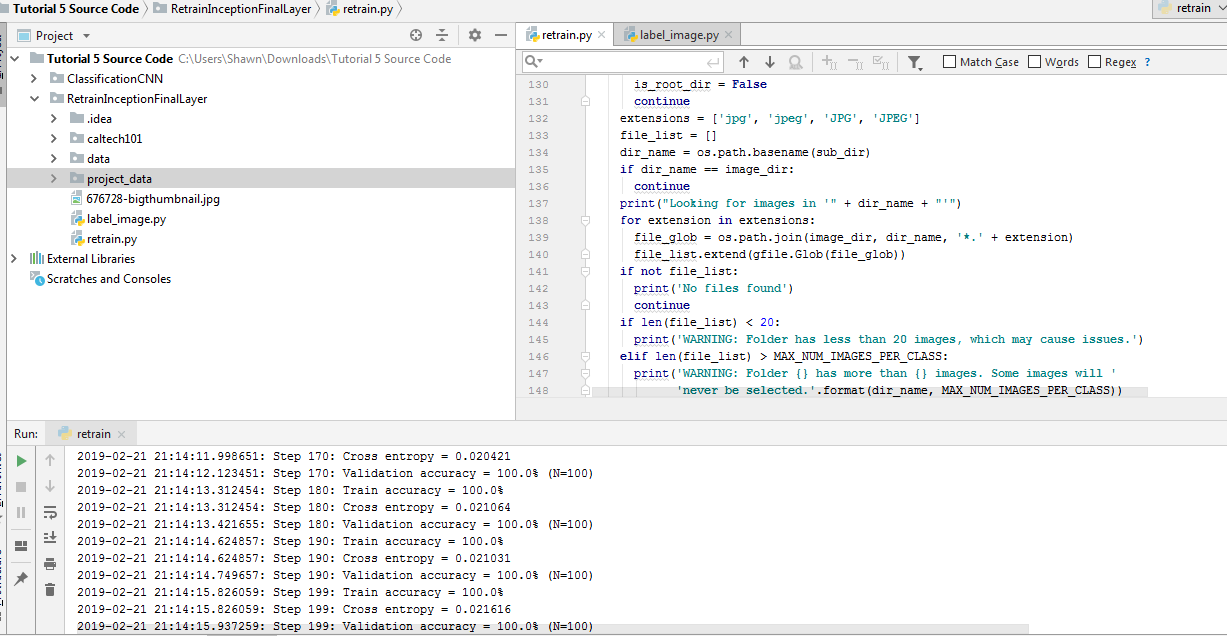 Tutorial 5 Source Code RetrainInceptionFinalLayer retrain.py retrain
Project
Tutorial 5 Source Code C:\Users\Shawn\Downloads\Tutorial 5 Source Code
ClassificationCNN
RetrainInceptionFinalLayer
.idea
caltech101
data
project_data
676728-bigthumbnail.jpg
label_image.py
retrain.py
External Libraries
Scratches and Consoles
retrain.py label_image.py
Match Case Words Regex ?
130 is_root_dir = False
131 continue
132 extensions = ['jpg', 'jpeg', 'JPG', 'JPEG']
133 file_list = []
134 dir_name = os.path.basename(sub_dir)
135 if dir_name == image_dir:
136 continue
137 print("Looking for images in '" + dir_name + "'")
138 for extension in extensions:
139 file_glob = os.path.join(image_dir, dir_name, '*.' + extension)
140 file_list.extend(gfile.Glob(file_glob))
141 if not file_list:
142 print('No files found')
143 continue
144 if len(file_list) < 20:
145 print('WARNING: Folder has less than 20 images, which may cause issues.')
146 elif len(file_list) > MAX_NUM_IMAGES_PER_CLASS:
147 print('WARNING: Folder {} has more than {} images. Some images will '
148 'never be selected.'.format(dir_name, MAX_NUM_IMAGES_PER_CLASS))
Run: retrain
2019-02-21 21:14:11.998651: Step 170: Cross entropy = 0.020421
2019-02-21 21:14:12.123451: Step 170: Validation accuracy = 100.0% (N=100)
2019-02-21 21:14:13.312454: Step 180: Train accuracy = 100.0%
2019-02-21 21:14:13.312454: Step 180: Cross entropy = 0.021064
2019-02-21 21:14:13.421655: Step 180: Validation accuracy = 100.0% (N=100)
2019-02-21 21:14:14.624857: Step 190: Train accuracy = 100.0%
2019-02-21 21:14:14.624857: Step 190: Cross entropy = 0.021031
2019-02-21 21:14:14.749657: Step 190: Validation accuracy = 100.0% (N=100)
2019-02-21 21:14:15.826059: Step 199: Train accuracy = 100.0%
2019-02-21 21:14:15.826059: Step 199: Cross entropy = 0.021616
2019-02-21 21:14:15.937259: Step 199: Validation accuracy = 100.0% (N=100)